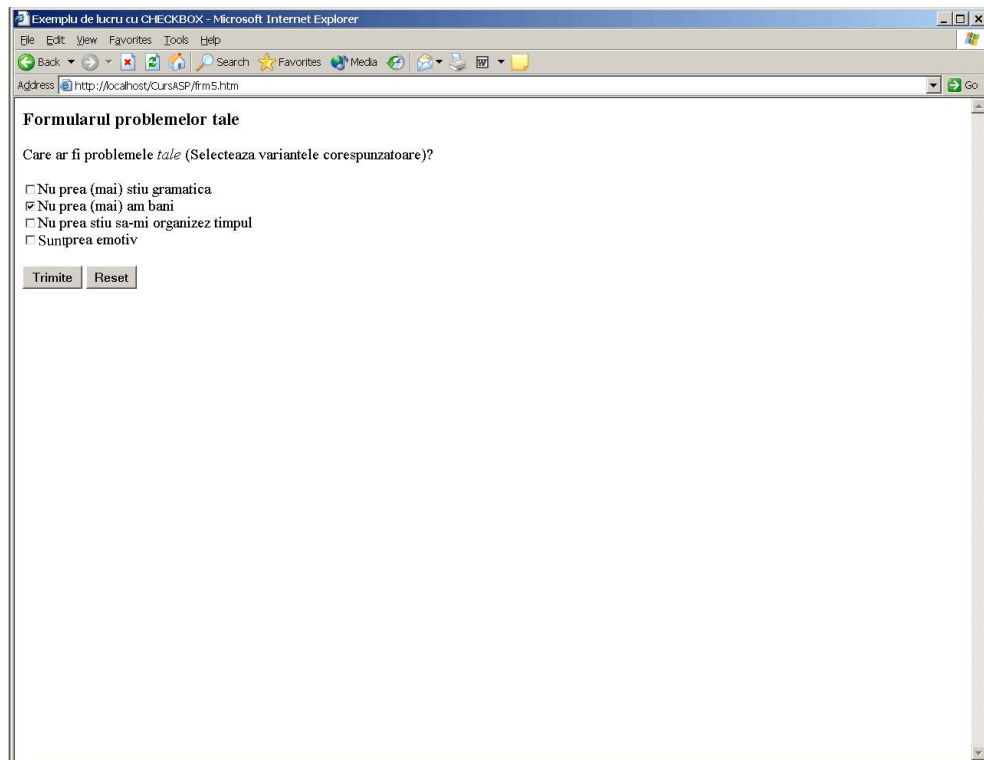 Exemplu de lucru cu CHECKBOX - Microsoft Internet Explorer
File Edit View Favorites Tools Help
Back Search Favorites Media
Address http://localhost/CursASP/frm5.htm Go
Formularul problemelor tale
Care ar fi problemele tale (Selecteaza variantele corespunzatoare)?
Nu prea (mai) stiu gramatica
Nu prea (mai) am bani
Nu prea stiu sa-mi organizez timpul
Suntprea emotiv
Trimite Reset